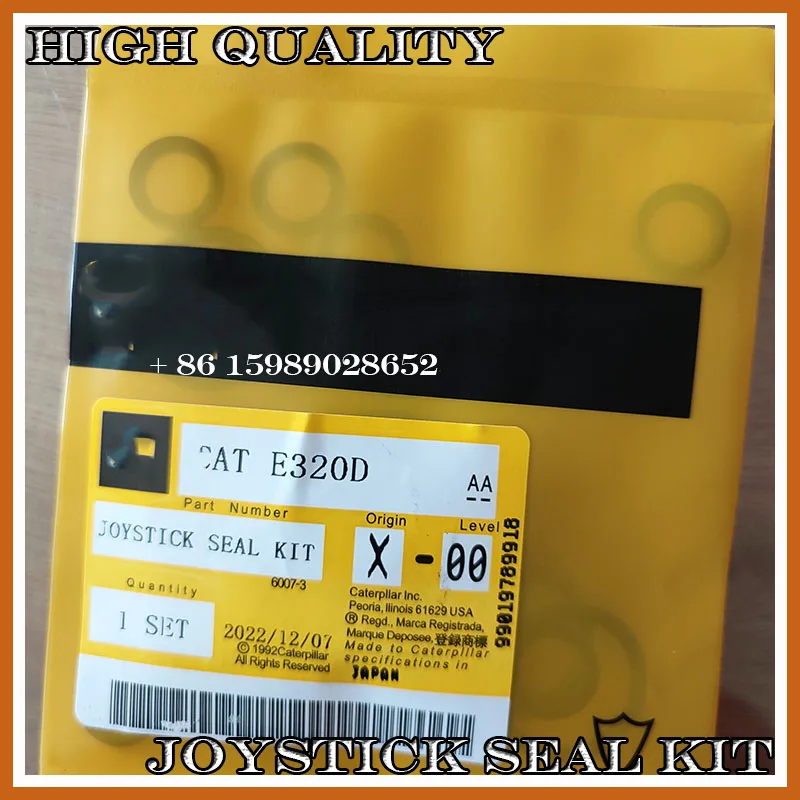 HIGH QUALITY
+ 86 15989028652
CAT E320D
AA
Part Number
JOYSTICK SEAL KIT
6007-3
Origin
Level
X - 00
Quantity
1 SET
2022/12/07
© 1992Caterpillar
All Rights Reserved
Caterpillar Inc.
Peoria, Ilinois 61629 USA
® Regd., Marca Registrada,
Marque Deposee, 登録商標
Made to Caterpillar
specifications in
JAPAN
99019789918
JOYSTICK SEAL KIT